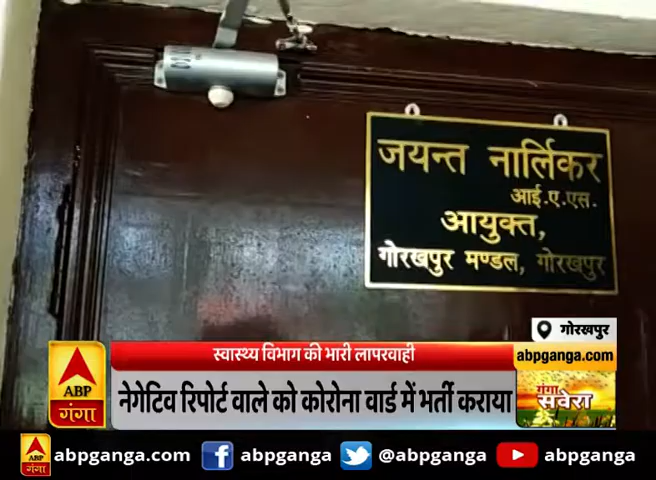 जयन्त नार्लिकर
आई.ए.एस.
आयुक्त,
गोरखपुर मण्डल, गोरखपुर
गोरखपुर
स्वास्थ्य विभाग की भारी लापरवाही
abpganga.com
ABP
गंगा
नेगेटिव रिपोर्ट वाले को कोरोना वार्ड में भर्ती कराया
गंगा
सवेरा
ABP
गंगा
abpganga.com abpganga @abpganga abpganga